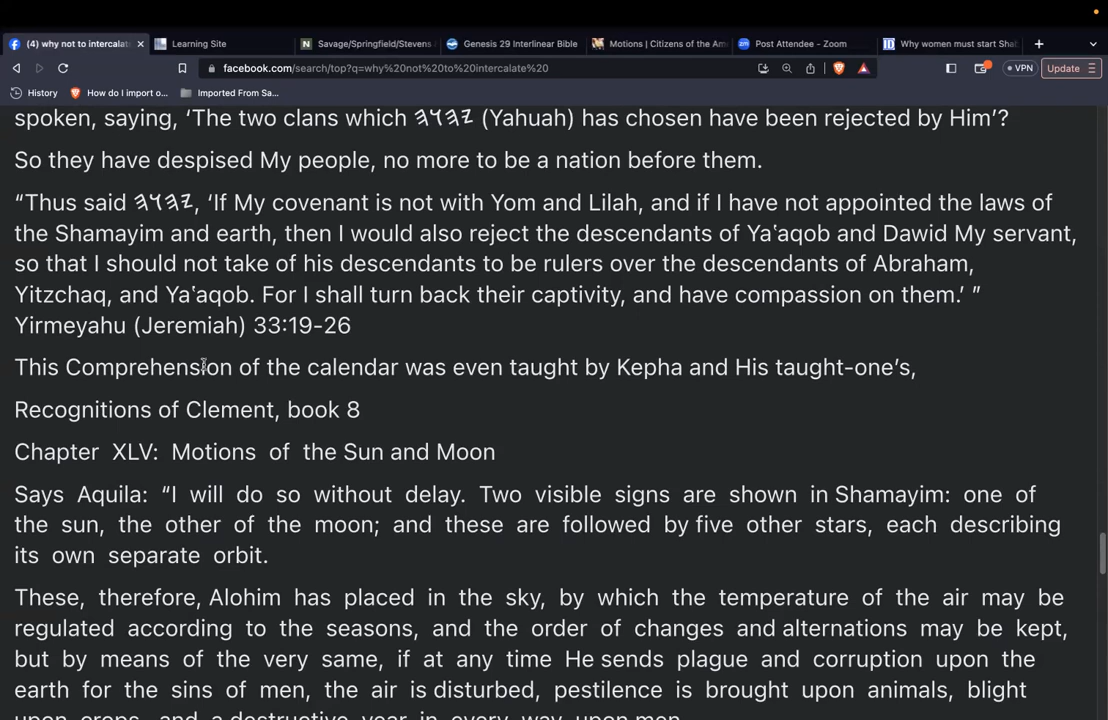 (4) why not to intercalat
Learning Site
Savage/Springfield/Stevens
Genesis 29 Interlinear Bible
Motions | Citizens of the Am
Post Attendee - Zoom
Why women must start Sha
facebook.com/search/top?q=why%20not%20to%20intercalate%20
VPN
Update
History
How do I import o...
Imported From Sa...
spoken, saying, ‘The two clans which 𐤉𐤄𐤅𐤄 (Yahuah) has chosen have been rejected by Him’?
So they have despised My people, no more to be a nation before them.
“Thus said 𐤉𐤄𐤅𐤄, ‘If My covenant is not with Yom and Lilah, and if I have not appointed the laws of
the Shamayim and earth, then I would also reject the descendants of Ya‛aqob and Dawid My servant,
so that I should not take of his descendants to be rulers over the descendants of Abraham,
Yitzchaq, and Ya‛aqob. For I shall turn back their captivity, and have compassion on them.’ ”
Yirmeyahu (Jeremiah) 33:19-26
This Comprehension of the calendar was even taught by Kepha and His taught-one’s,
Recognitions of Clement, book 8
Chapter XLV: Motions of the Sun and Moon
Says Aquila: “I will do so without delay. Two visible signs are shown in Shamayim: one of
the sun, the other of the moon; and these are followed by five other stars, each describing
its own separate orbit.
These, therefore, Alohim has placed in the sky, by which the temperature of the air may be
regulated according to the seasons, and the order of changes and alternations may be kept,
but by means of the very same, if at any time He sends plague and corruption upon the
earth for the sins of men, the air is disturbed, pestilence is brought upon animals, blight
upon crops, and a destructive year in every way upon men